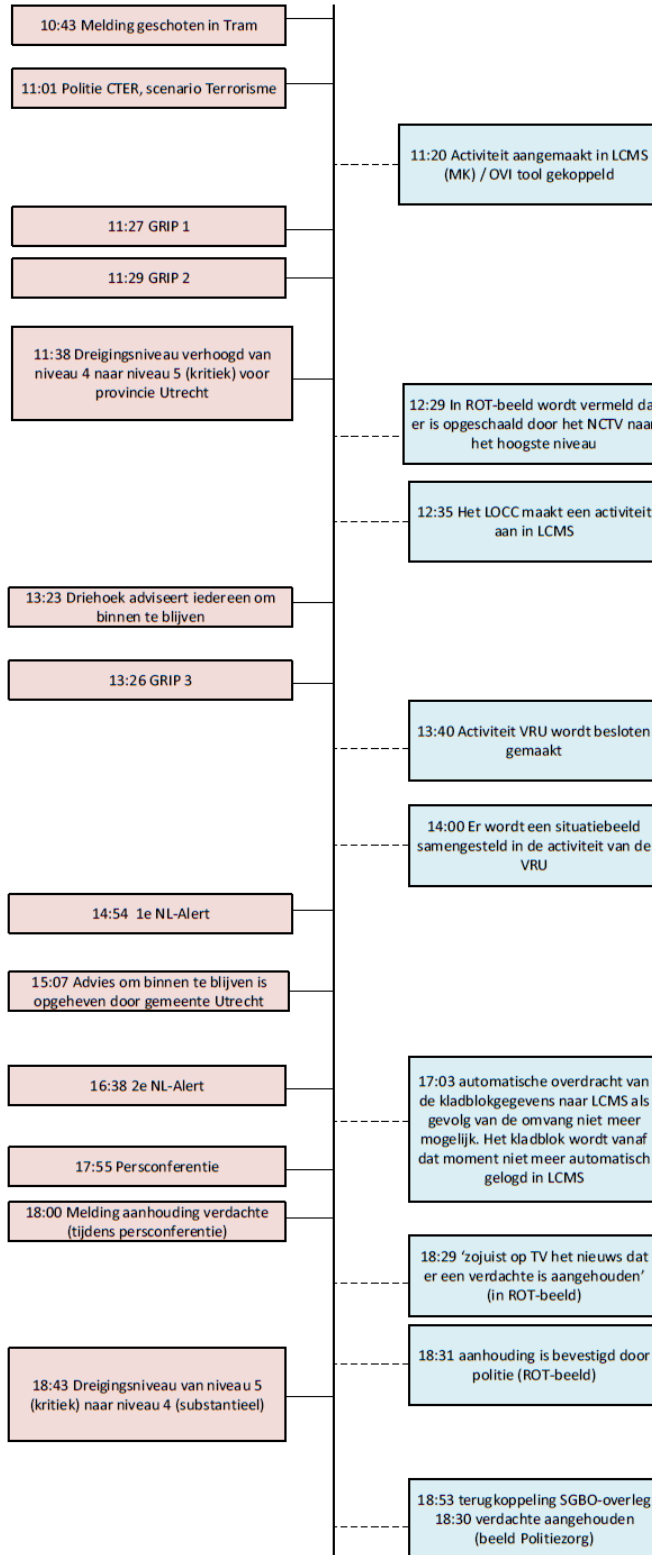 10:43 Melding geschoten in Tram
11:01 Politie CTER, scenario Terrorisme
11:20 Activiteit aangemaakt in LCMS
(MK) / OVI tool gekoppeld
11:27 GRIP 1
11:29 GRIP 2
11:38 Dreigingsniveau verhoogd van
niveau 4 naar niveau 5 (kritiek) voor
provincie Utrecht
12:29 In ROT-beeld wordt vermeld da
er is opgeschaald door het NCTV naar
het hoogste niveau
12:35 Het LOCC maakt een activiteit
aan in LCMS
13:23 Driehoek adviseert iedereen om
binnen te blijven
13:26 GRIP 3
13:40 Activiteit VRU wordt besloten
gemaakt
14:00 Er wordt een situatiebeeld
samengesteld in de activiteit van de
VRU
14:54 1e NL-Alert
15:07 Advies om binnen te blijven is
opgeheven door gemeente Utrecht
16:38 2e NL-Alert
17:03 automatische overdracht van
de kladblokgegevens naar LCMS als
gevolg van de omvang niet meer
mogelijk. Het kladblok wordt vanaf
dat moment niet meer automatisch
gelogd in LCMS
17:55 Persconferentie
18:00 Melding aanhouding verdachte
(tijdens persconferentie)
18:29 ‘zojuist op TV het nieuws dat
er een verdachte is aangehouden’
(in ROT-beeld)
18:31 aanhouding is bevestigd door
politie (ROT-beeld)
18:43 Dreigingsniveau van niveau 5
(kritiek) naar niveau 4 (substantieel)
18:53 terugkoppeling SGBO-overleg
18:30 verdachte aangehouden
(beeld Politiezorg)